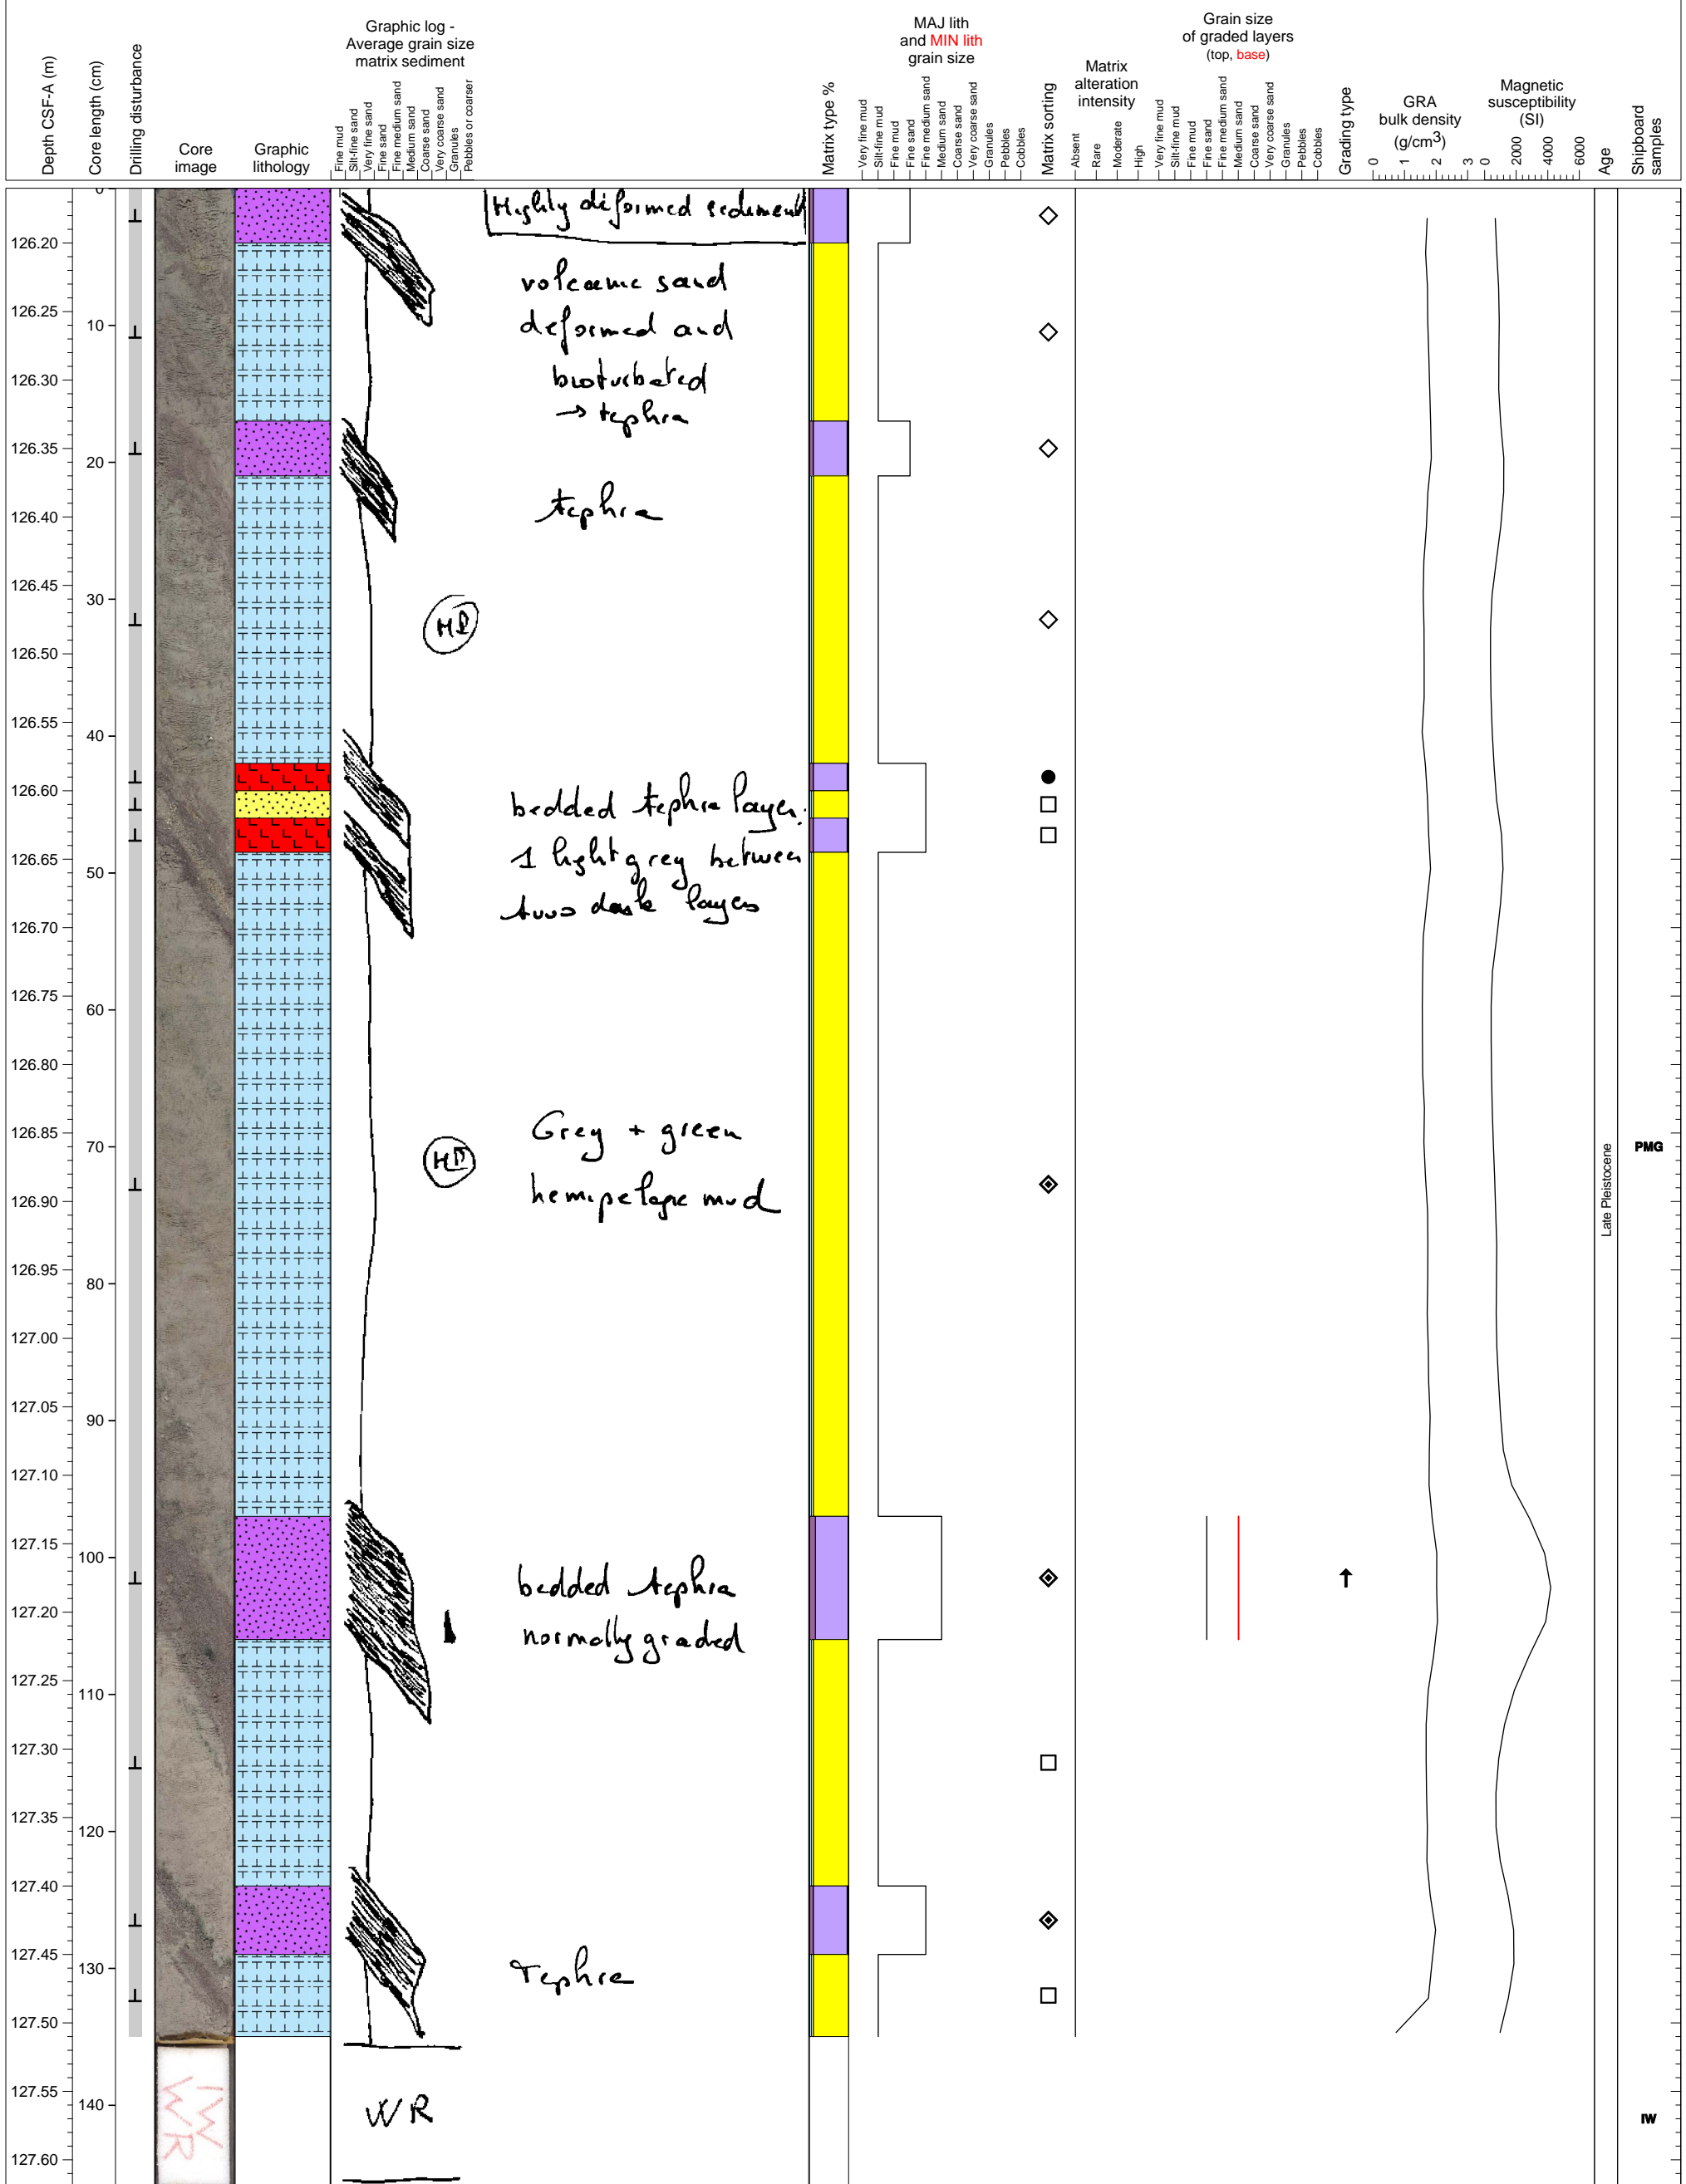 Depth CSF-A (m)
Core length (cm)
Drilling disturbance
Core
image
Graphic
lithology
Graphic log -
Average grain size
matrix sediment
Fine mud
Silt-fine sand
Very fine sand
Fine sand
Fine medium sand
Medium sand
Coarse sand
Very coarse sand
Granules
Pebbles or coarser
Matrix type %
MAJ lith
and MIN lith
grain size
Very fine mud
Silt-fine mud
Fine mud
Fine sand
Fine medium sand
Medium sand
Coarse sand
Very coarse sand
Granules
Pebbles
Cobbles
Matrix sorting
Matrix
alteration
intensity
Absent
Rare
Moderate
High
Grain size
of graded layers
(top, base)
Very fine mud
Silt-fine mud
Fine mud
Fine sand
Fine medium sand
Medium sand
Coarse sand
Very coarse sand
Granules
Pebbles
Cobbles
Grading type
GRA
bulk density
(g/cm3)
0 1 2 3
Magnetic
susceptibility
(SI)
0 2000 4000 6000
Age
Shipboard
samples
Highly deformed sediment
126.20
volcanic sand
126.25
10
deformed and
126.30
bioturbated
→ tephra
126.35
20
126.40
tephra
126.45
30
126.50
126.55
40
126.60
bedded tephra layer.
126.65
1 light grey between
50
two dark layers
126.70
126.75
60
126.80
126.85
Grey + green
70
PMG
126.90
hemipelagic mud
Late Pleistocene
126.95
80
127.00
127.05
90
127.10
127.15
100
bedded tephra
127.20
normally graded
127.25
110
127.30
127.35
120
127.40
127.45
130
Tephra
127.50
127.55
140
IW
WR
WR
IW
127.60